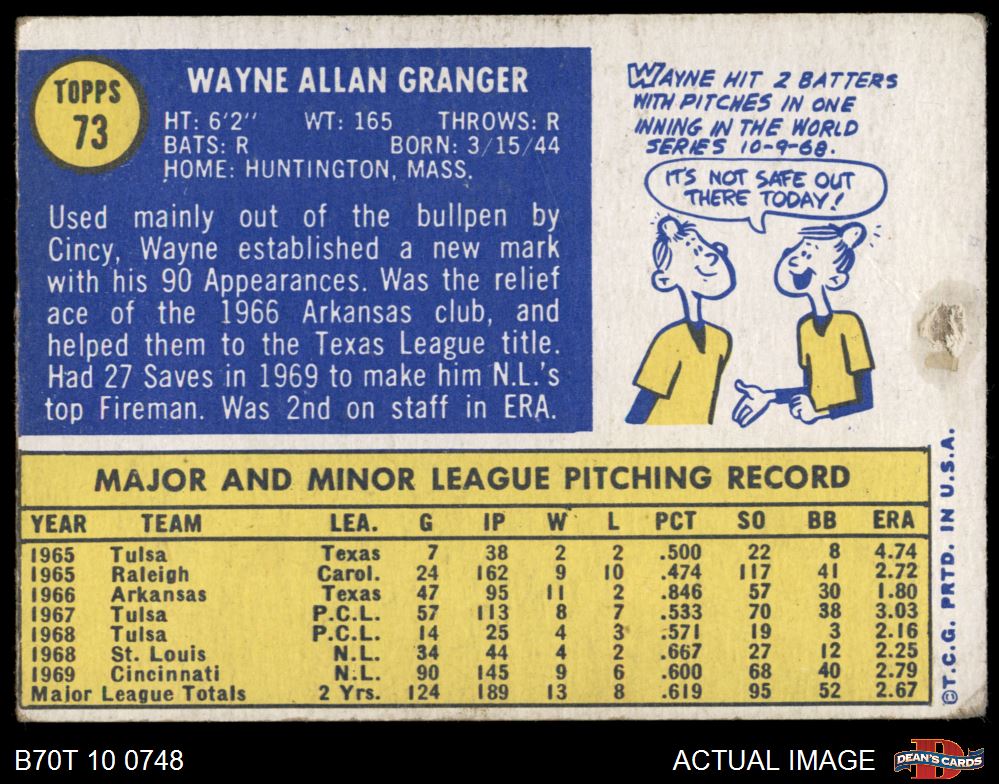 TOPPS
73
WAYNE ALLAN GRANGER
HT: 6'2" WT: 165 THROWS: R
BATS: R BORN: 3/15/44
HOME: HUNTINGTON, MASS.
Used mainly out of the bullpen by
Cincy, Wayne established a new mark
with his 90 Appearances. Was the relief
ace of the 1966 Arkansas club, and
helped them to the Texas League title.
Had 27 Saves in 1969 to make him N.L.'s
top Fireman. Was 2nd on staff in ERA.
WAYNE HIT 2 BATTERS
WITH PITCHES IN ONE
INNING IN THE WORLD
SERIES 10-9-68.
IT'S NOT SAFE OUT
THERE TODAY!
MAJOR AND MINOR LEAGUE PITCHING RECORD
YEAR TEAM LEA. G IP W L PCT SO BB ERA
1965 Tulsa Texas 7 38 2 2 .500 22 8 4.74
1965 Raleigh Carol. 24 162 9 10 .474 117 41 2.72
1966 Arkansas Texas 47 95 11 2 .846 57 30 1.80
1967 Tulsa P.C.L. 57 113 8 7 .533 70 38 3.03
1968 Tulsa P.C.L. 14 25 4 3 .571 19 3 2.16
1968 St. Louis N.L. 34 44 4 2 .667 27 12 2.25
1969 Cincinnati N.L. 90 145 9 6 .600 68 40 2.79
Major League Totals 2 Yrs. 124 189 13 8 .619 95 52 2.67
©T.C.G. PRTD. IN U.S.A.
B70T 10 0748
ACTUAL IMAGE
DEAN'S CARDS